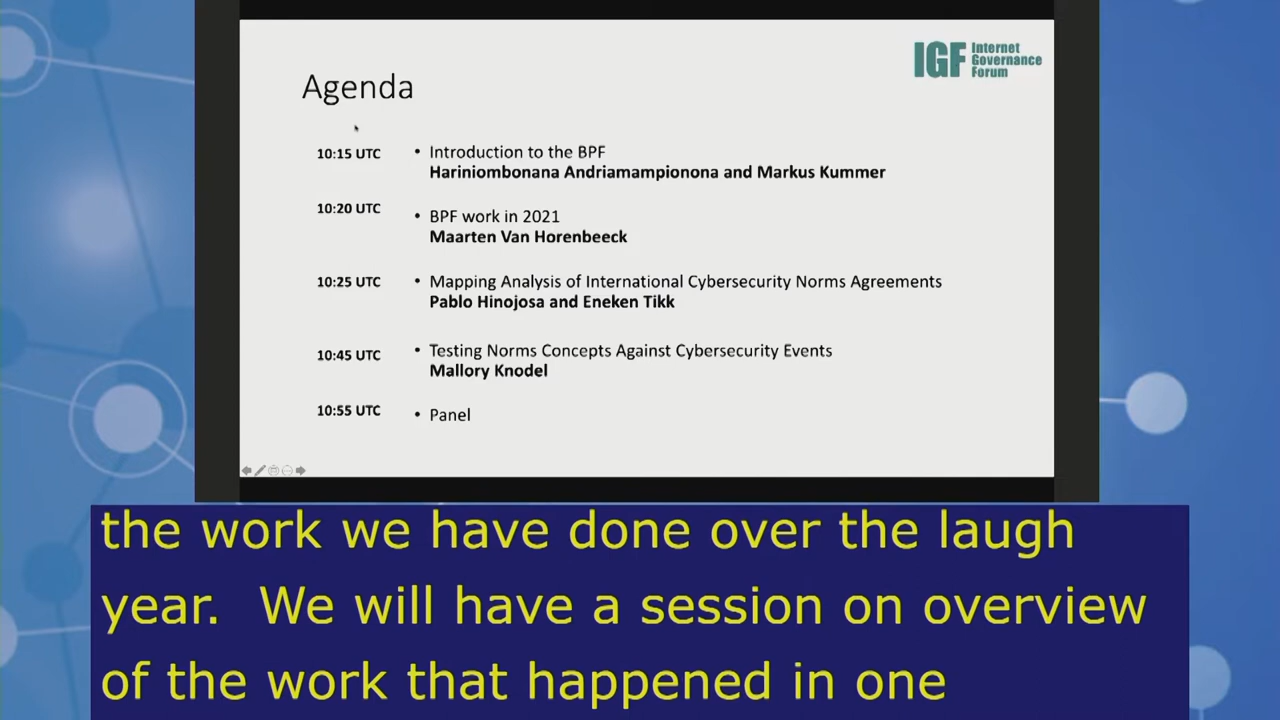 IGF Internet
Governance
Forum
Agenda
10:15 UTC • Introduction to the BPF
Hariniombonana Andriamampionona and Markus Kummer
10:20 UTC • BPF work in 2021
Maarten Van Horenbeeck
10:25 UTC • Mapping Analysis of International Cybersecurity Norms Agreements
Pablo Hinojosa and Eneken Tikk
10:45 UTC • Testing Norms Concepts Against Cybersecurity Events
Mallory Knodel
10:55 UTC • Panel
the work we have done over the laugh
year.  We will have a session on overview
of the work that happened in one